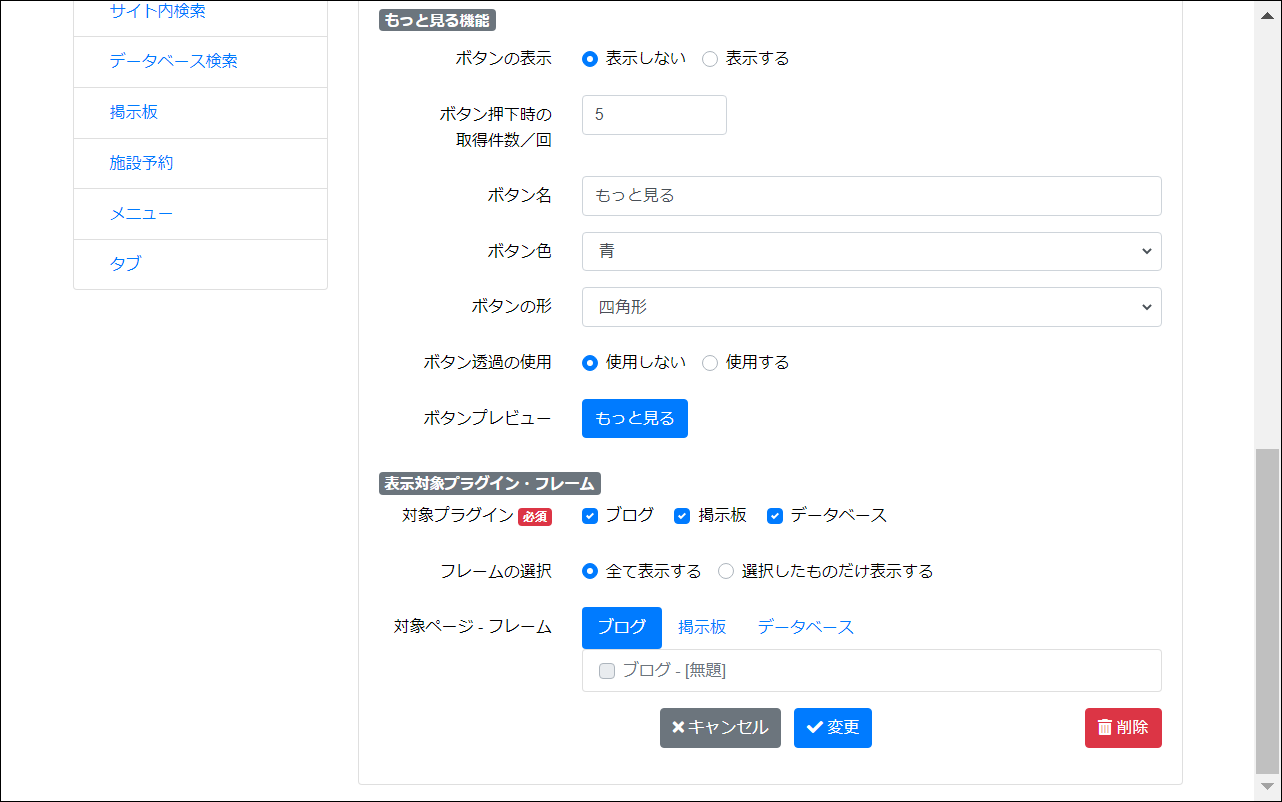 サイト内検索
データベース検索
掲示板
施設予約
メニュー
タブ
もっと見る機能
ボタンの表示 表示しない 表示する
ボタン押下時の
取得件数／回 5
ボタン名 もっと見る
ボタン色 青
ボタンの形 四角形
ボタン透過の使用 使用しない 使用する
ボタンプレビュー もっと見る
表示対象プラグイン・フレーム
対象プラグイン 必須 ブログ 掲示板 データベース
フレームの選択 全て表示する 選択したものだけ表示する
対象ページ - フレーム ブログ 掲示板 データベース
ブログ - [無題]
キャンセル 変更 削除